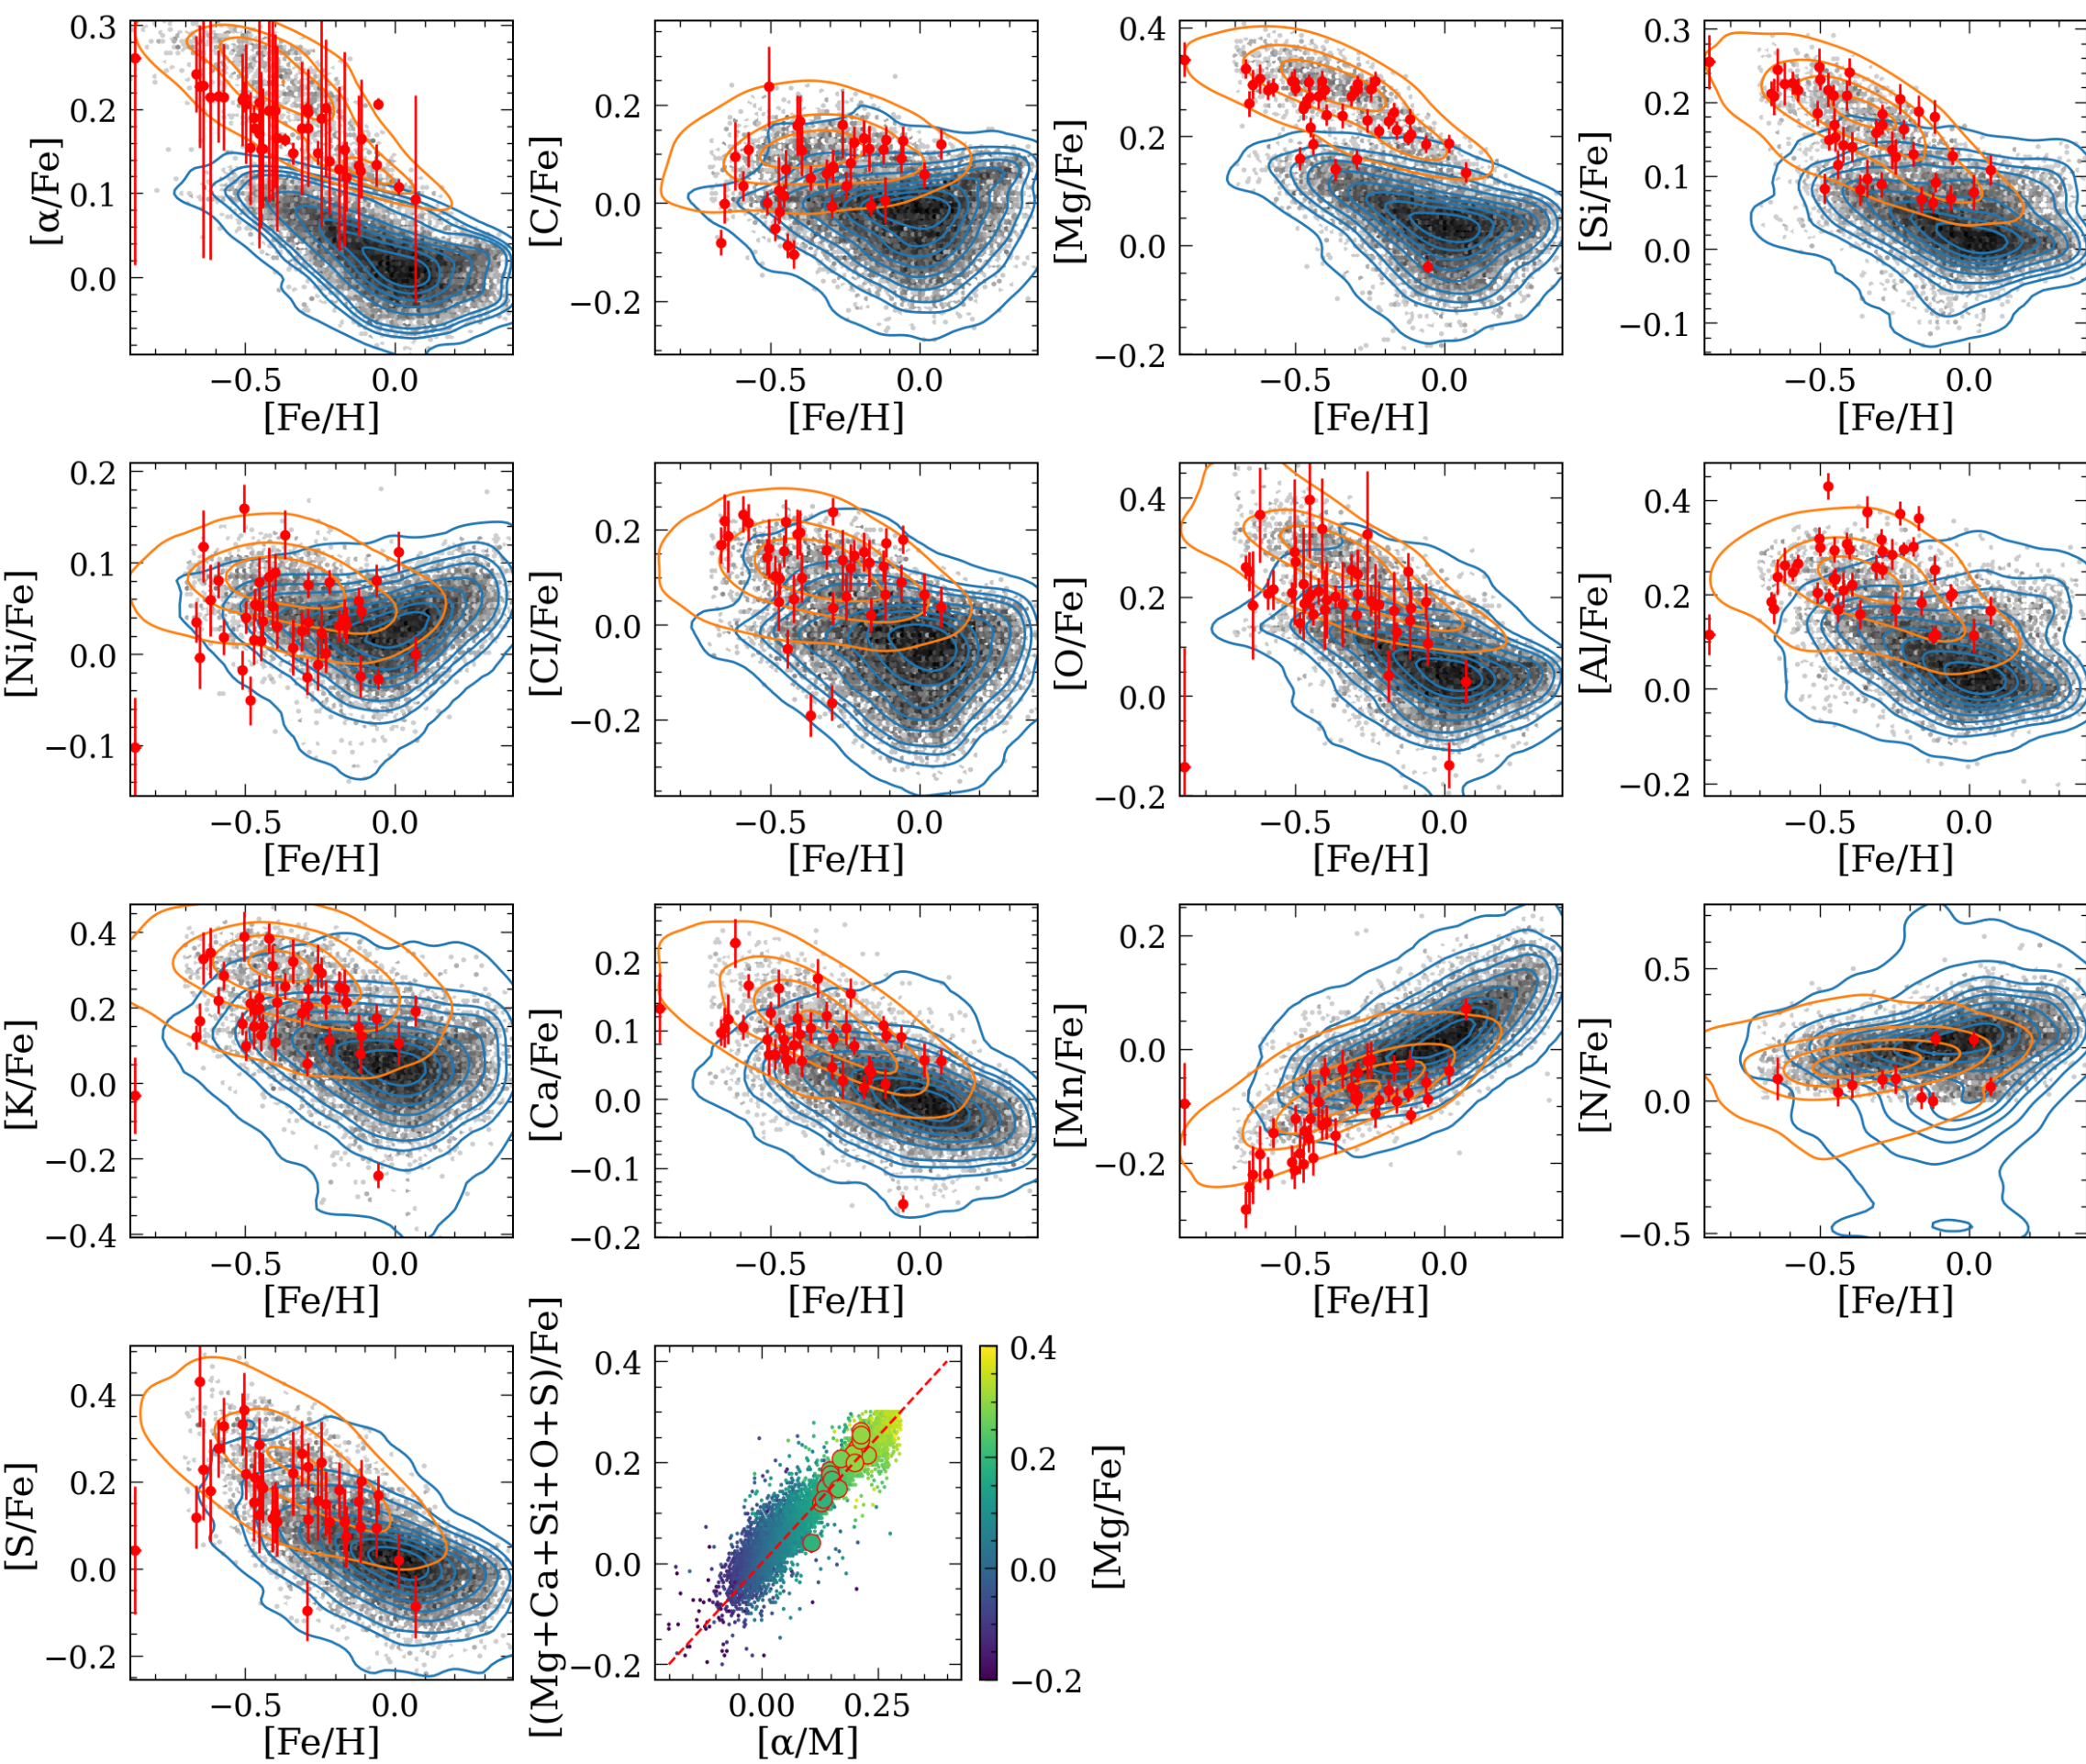 0.3
0.2
0.1
0.0
[α/Fe]
−0.5 0.0
[Fe/H]
0.2
0.0
−0.2
[C/Fe]
−0.5 0.0
[Fe/H]
0.4
0.2
0.0
−0.2
[Mg/Fe]
−0.5 0.0
[Fe/H]
0.3
0.2
0.1
0.0
−0.1
[Si/Fe]
−0.5 0.0
[Fe/H]
0.2
0.1
0.0
−0.1
[Ni/Fe]
−0.5 0.0
[Fe/H]
0.2
0.0
−0.2
[CI/Fe]
−0.5 0.0
[Fe/H]
0.4
0.2
0.0
−0.2
[O/Fe]
−0.5 0.0
[Fe/H]
0.4
0.2
0.0
−0.2
[Al/Fe]
−0.5 0.0
[Fe/H]
0.4
0.2
0.0
−0.2
−0.4
[K/Fe]
−0.5 0.0
[Fe/H]
0.2
0.1
0.0
−0.1
−0.2
[Ca/Fe]
−0.5 0.0
[Fe/H]
0.2
0.0
−0.2
[Mn/Fe]
−0.5 0.0
[Fe/H]
0.5
0.0
−0.5
[N/Fe]
−0.5 0.0
[Fe/H]
0.4
0.2
0.0
−0.2
[S/Fe]
−0.5 0.0
[Fe/H]
0.4
0.2
0.0
−0.2
[(Mg+Ca+Si+O+S)/Fe]
0.00 0.25
[α/M]
0.4
0.2
0.0
−0.2
[Mg/Fe]